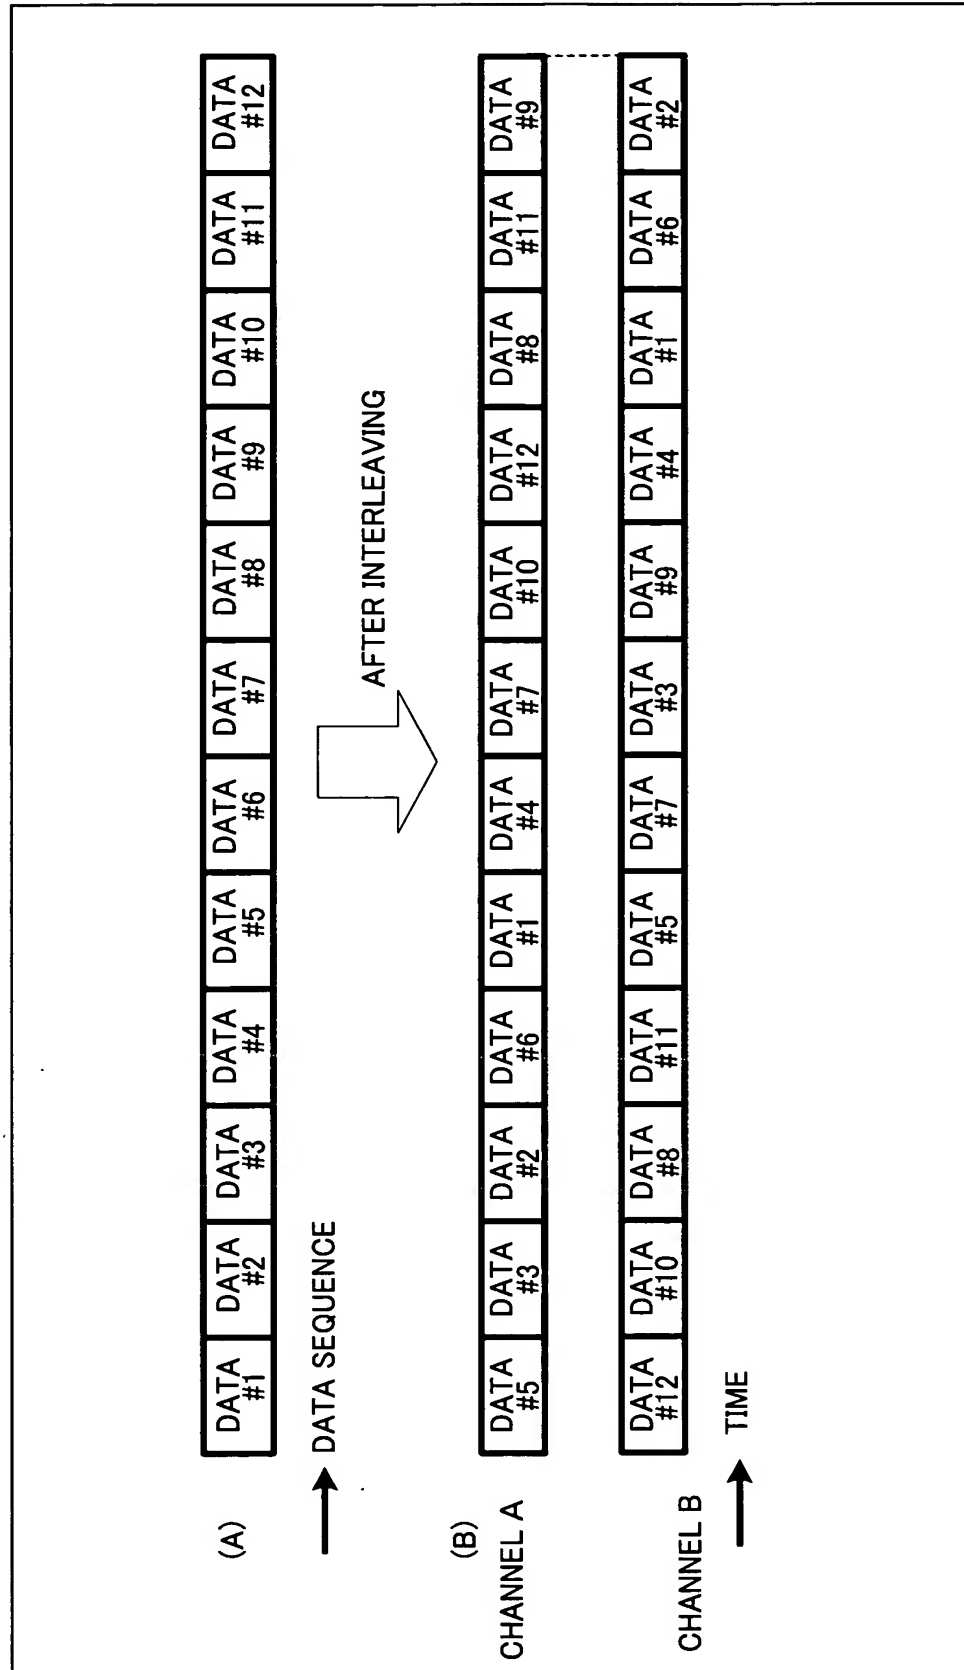 (A)
DATA
#1
DATA
#2
DATA
#3
DATA
#4
DATA
#5
DATA
#6
DATA
#7
DATA
#8
DATA
#9
DATA
#10
DATA
#11
DATA
#12
DATA SEQUENCE
AFTER INTERLEAVING
(B)
CHANNEL A
DATA
#5
DATA
#3
DATA
#2
DATA
#6
DATA
#1
DATA
#4
DATA
#7
DATA
#10
DATA
#12
DATA
#8
DATA
#11
DATA
#9
CHANNEL B
DATA
#12
DATA
#10
DATA
#8
DATA
#11
DATA
#5
DATA
#7
DATA
#3
DATA
#9
DATA
#4
DATA
#1
DATA
#6
DATA
#2
TIME